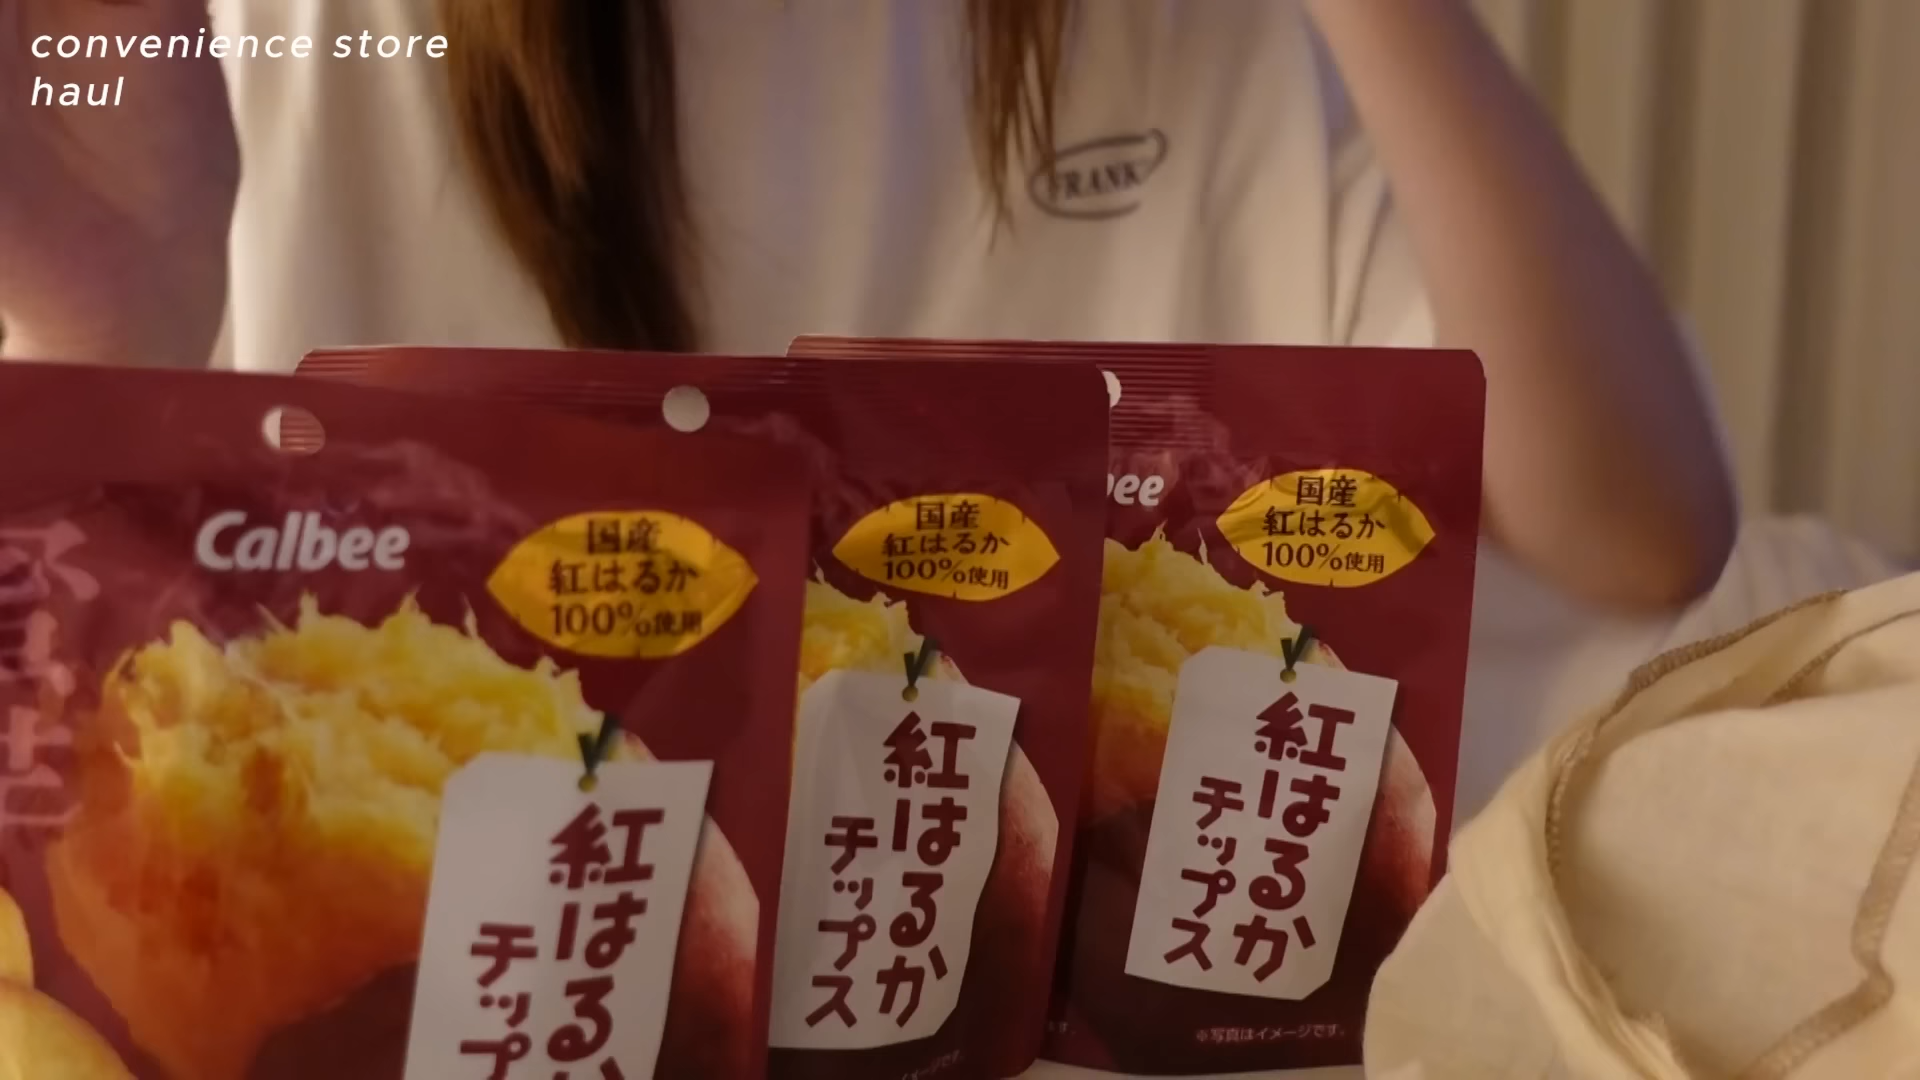 convenience store
haul
FRANK
Calbee
国産
紅はるか
100%使用
紅はるか
チップ
国産
紅はるか
100%使用
紅はるか
チップス
bee
国産
紅はるか
100%使用
紅はるか
チップス
※写真はイメージです。